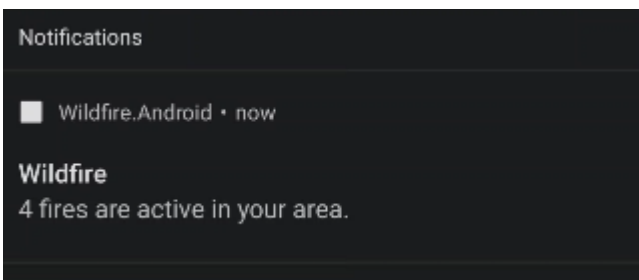 Notifications
Wildfire.Android • now
Wildfire
4 fires are active in your area.